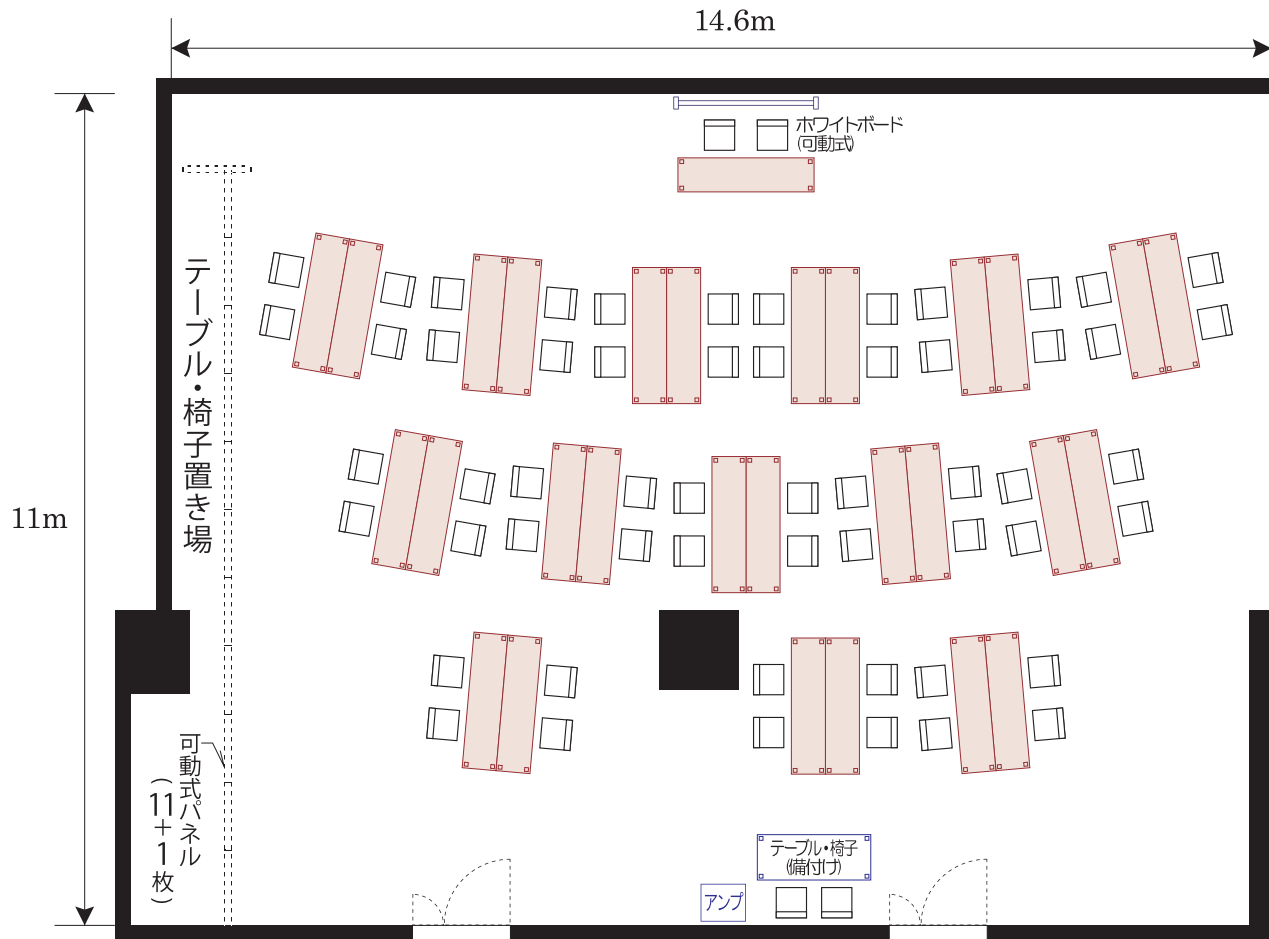 14.6m
ホワイトボード
(可動式)
テーブル・椅子置き場
11m
可動式パネル
(11＋1枚)
テーブル・椅子
(備付け)
アンプ